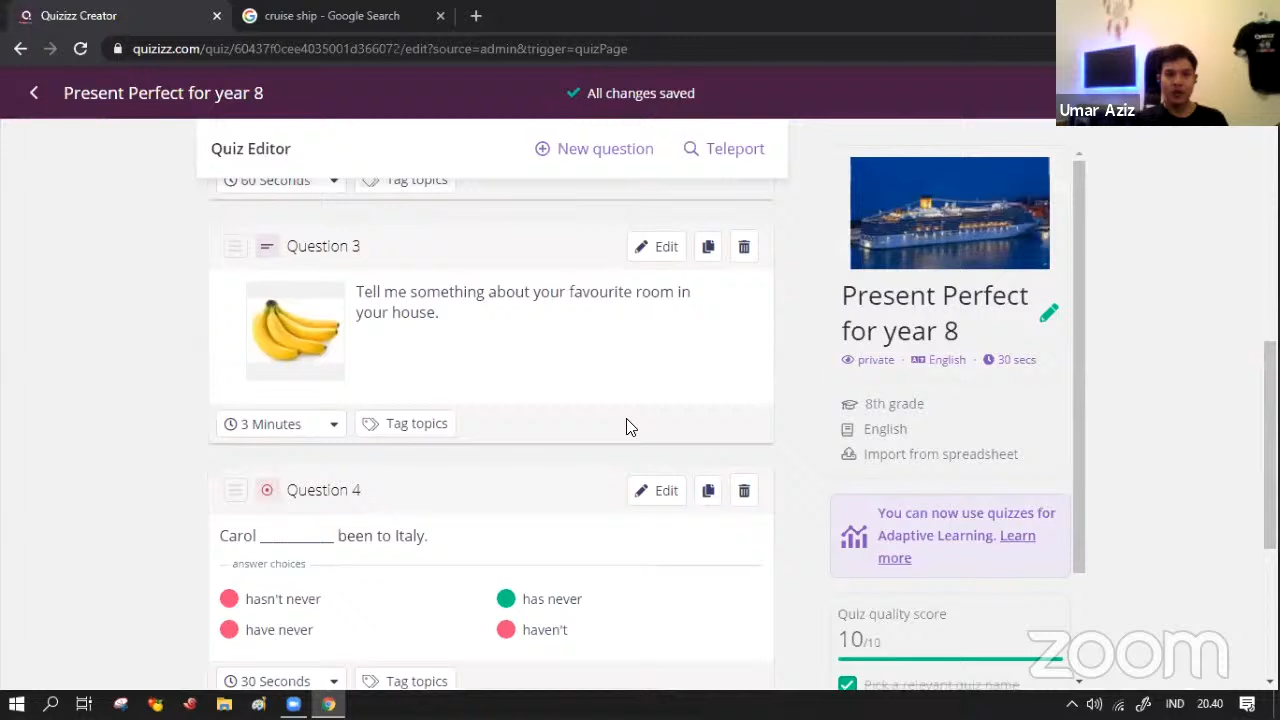 Quizizz Creator
cruise ship - Google Search
quizizz.com/quiz/60437f0cee4035001d366072/edit?source=admin&trigger=quizPage
Umar Aziz
Present Perfect for year 8
All changes saved
Quiz Editor
New question
Teleport
60 Seconds
Tag topics
Question 3
Edit
Tell me something about your favourite room in
your house.
3 Minutes
Tag topics
Question 4
Edit
Carol __________ been to Italy.
answer choices
hasn't never
has never
have never
haven't
30 Seconds
Tag topics
Present Perfect
for year 8
private · English · 30 secs
8th grade
English
Import from spreadsheet
You can now use quizzes for
Adaptive Learning. Learn
more
Quiz quality score
10/10
Pick a relevant quiz name
zoom
IND
20.40